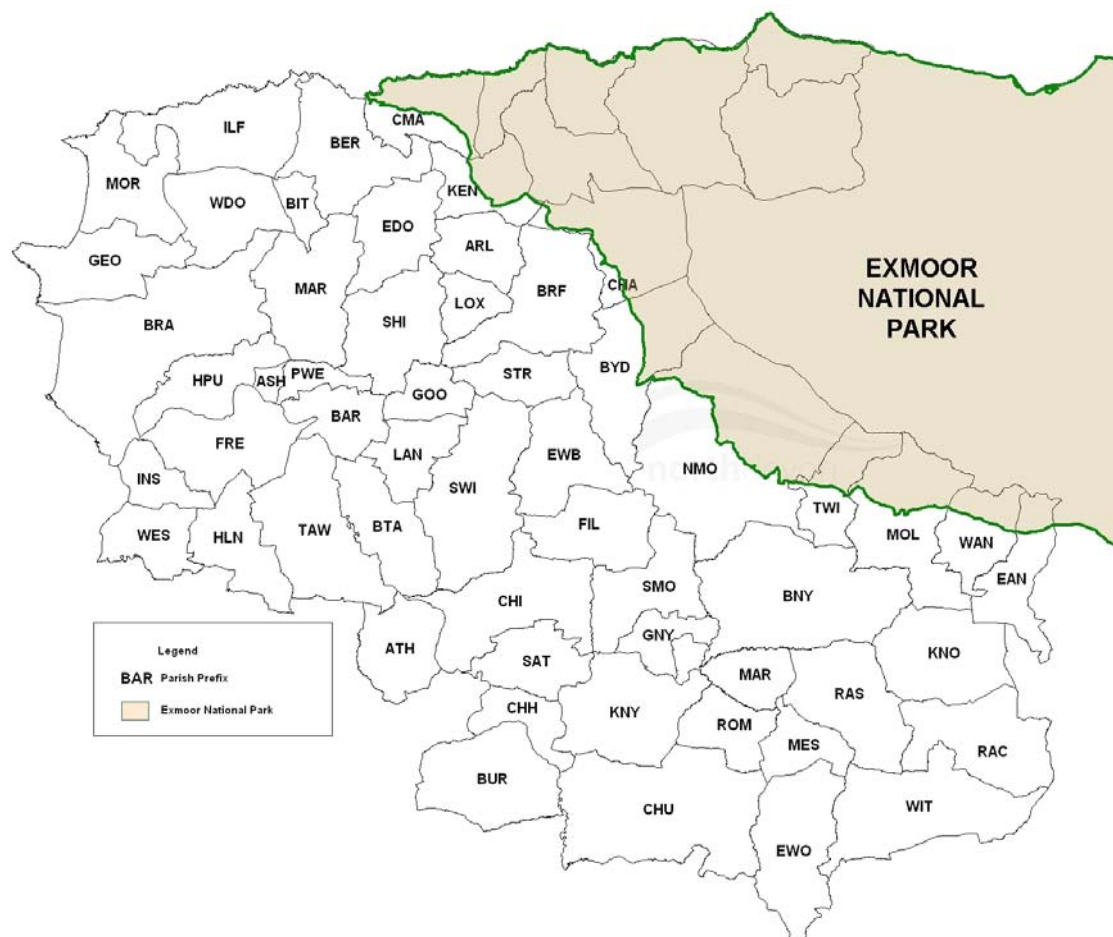 CMA
ILF
BER
MOR
KEN
WDO
BIT
EDO
ARL
GEO
EXMOOR
NATIONAL
PARK
MAR
BRF
CHA
LOX
BRA
SHI
BYD
HPU
ASH
PWE
STR
GOO
BAR
FRE
LAN
EWB
NMO
INS
SWI
TWI
WES
HLN
TAW
BTA
FIL
MOL
WAN
EAN
SMO
CHI
BNY
GNY
ATH
SAT
KNO
MAR
RAS
CHH
KNY
ROM
MES
RAC
BUR
CHU
WIT
EWO
Legend
BAR Parish Prefix
Exmoor National Park